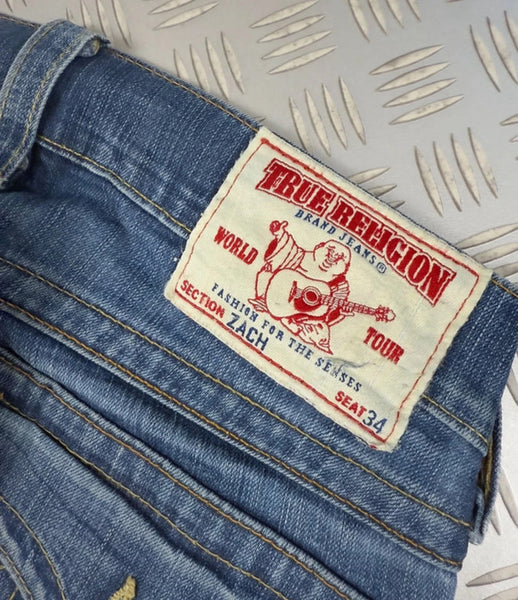 TRUE RELIGION
BRAND JEANS®
WORLD TOUR
FASHION FOR THE SENSES
SECTION ZACH SEAT 34